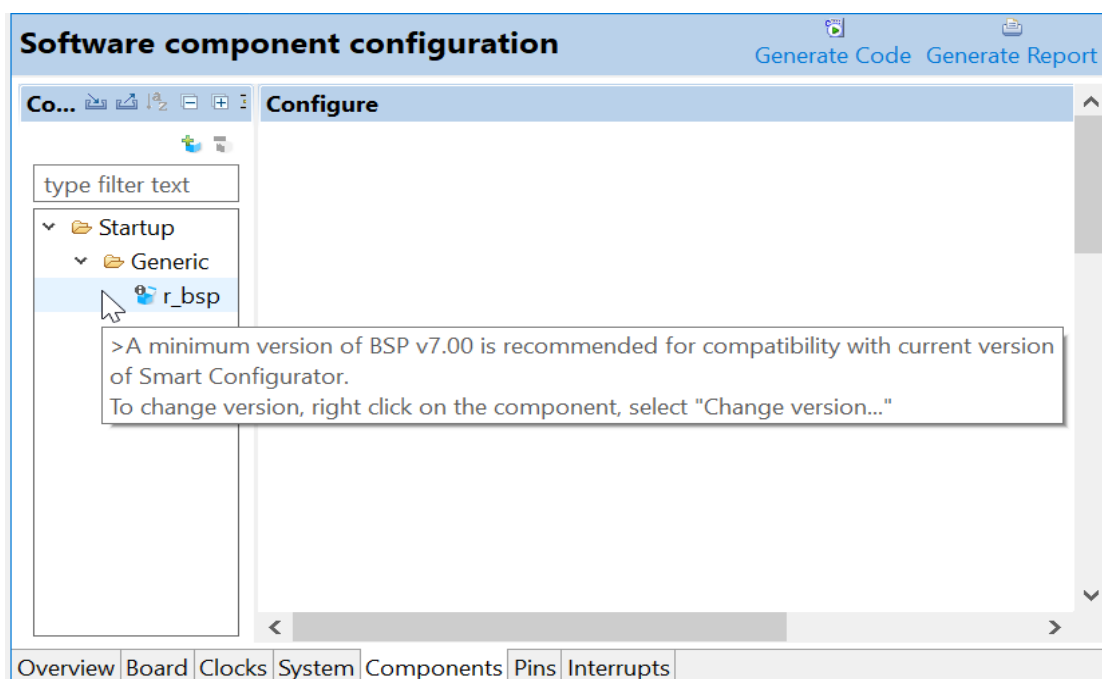 Software component configuration
Generate Code Generate Report
Co...
Configure
type filter text
Startup
Generic
r_bsp
>A minimum version of BSP v7.00 is recommended for compatibility with current version
of Smart Configurator.
To change version, right click on the component, select "Change version..."
Overview Board Clocks System Components Pins Interrupts